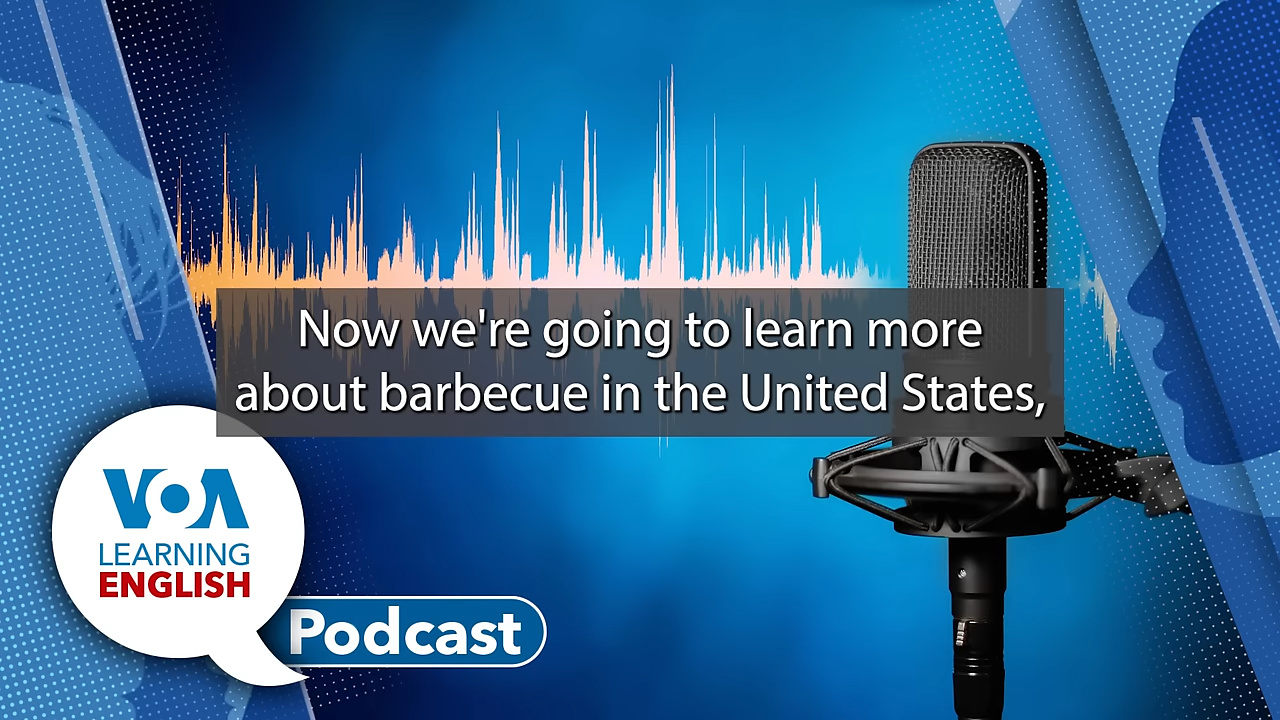 Now we're going to learn more
about barbecue in the United States,
VOA
LEARNING
ENGLISH
Podcast